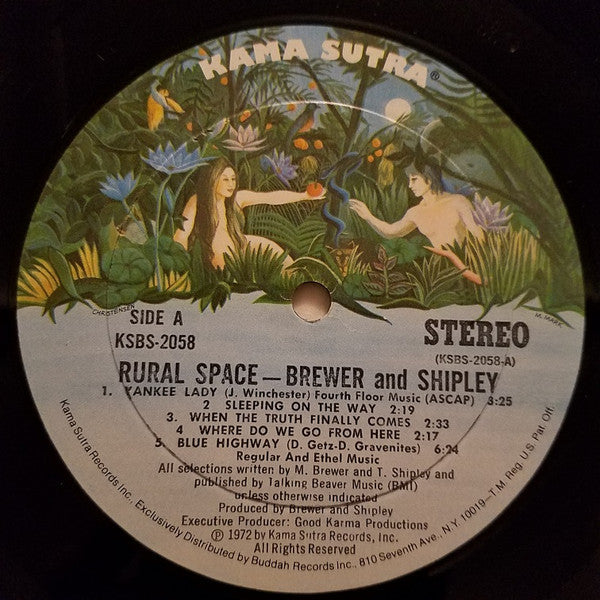 KAMA SUTRA®
CHRISTENSEN
M. MARK
SIDE A
KSBS-2058
STEREO
(KSBS-2058-A)
RURAL SPACE — BREWER and SHIPLEY
1. YANKEE LADY (J. Winchester) Fourth Floor Music (ASCAP) 3:25
2 SLEEPING ON THE WAY 2:19
3. WHEN THE TRUTH FINALLY COMES 2:33
4 WHERE DO WE GO FROM HERE 2:17
5. BLUE HIGHWAY (D. Getz-D. Gravenites) 6:24
Regular And Ethel Music
All selections written by M. Brewer and T. Shipley and
published by Talking Beaver Music (BMI)
unless otherwise indicated
Produced by Brewer and Shipley
Executive Producer: Good Karma Productions
Ⓟ 1972 by Kama Sutra Records, Inc.
All Rights Reserved
Kama Sutra Records Inc., Exclusively Distributed by Buddah Records Inc., 810 Seventh Ave., N.Y. 10019—T.M. Reg. U.S. Pat. Off.